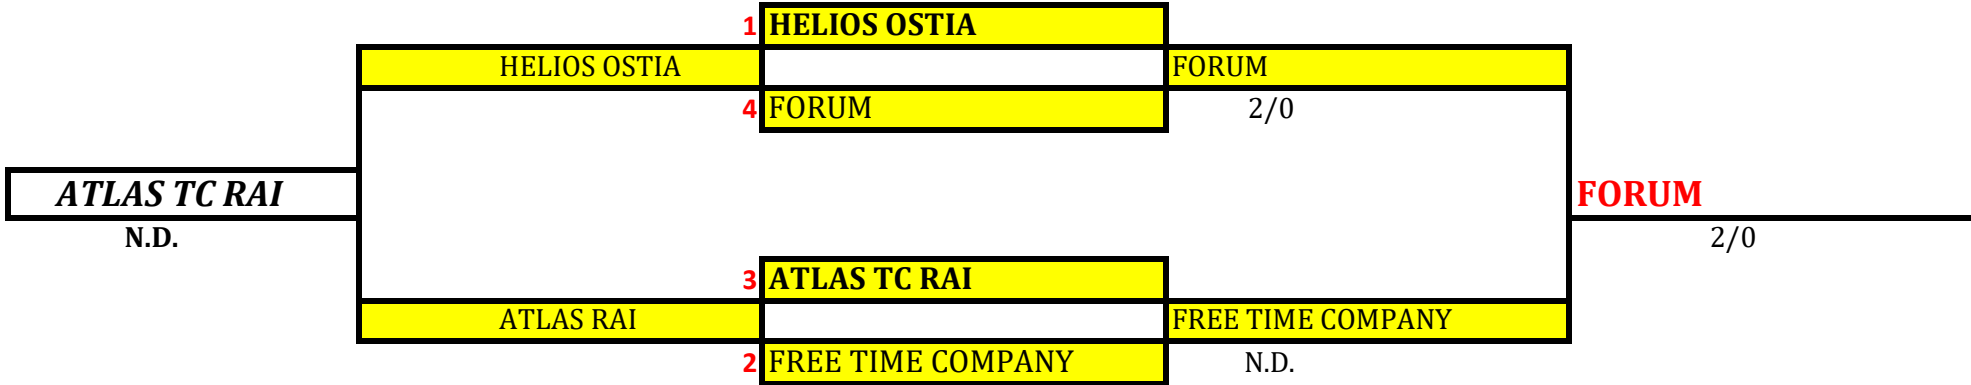 1 HELIOS OSTIA
HELIOS OSTIA FORUM
4 FORUM 2/0
ATLAS TC RAI FORUM
N.D. 2/0
3 ATLAS TC RAI
ATLAS RAI FREE TIME COMPANY
2 FREE TIME COMPANY N.D.